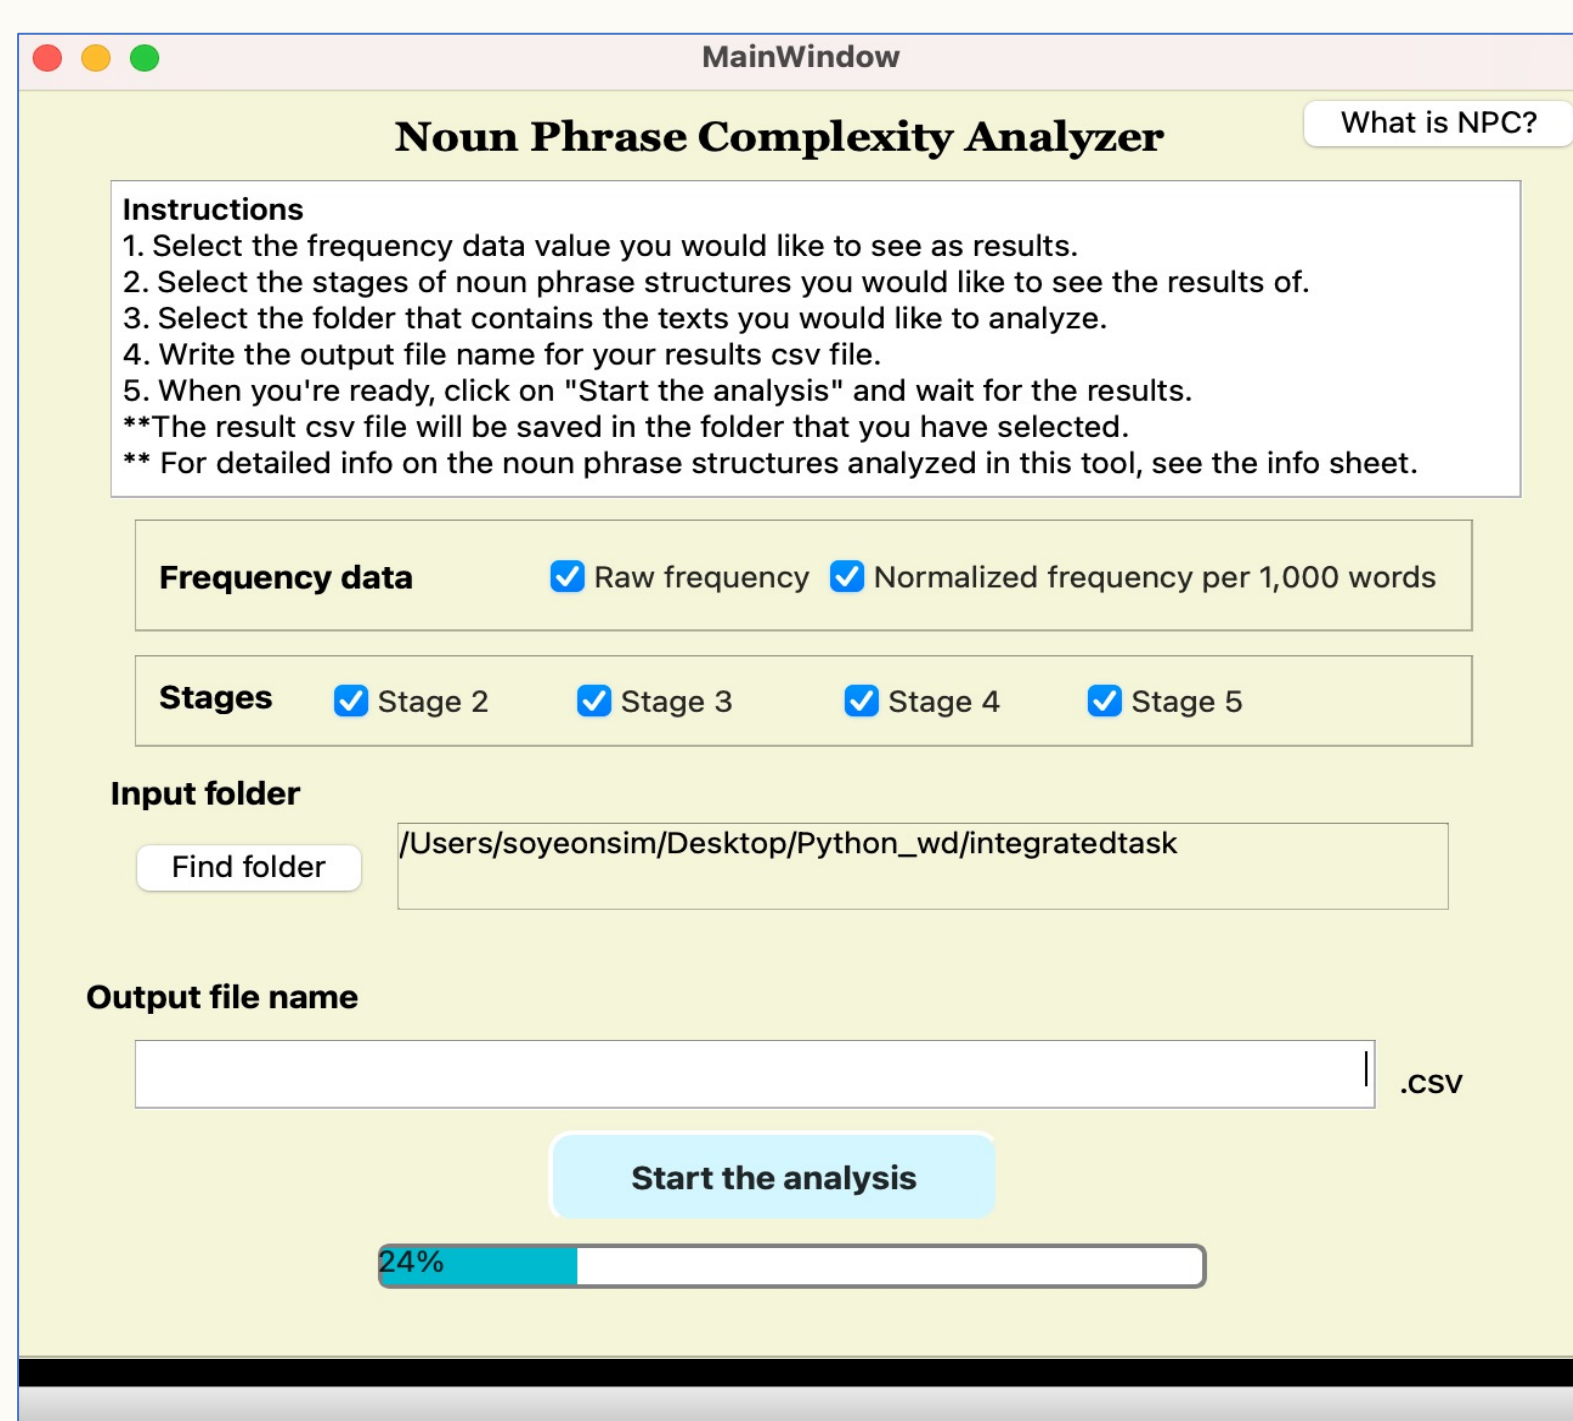 MainWindow
Noun Phrase Complexity Analyzer
What is NPC?
Instructions
1. Select the frequency data value you would like to see as results.
2. Select the stages of noun phrase structures you would like to see the results of.
3. Select the folder that contains the texts you would like to analyze.
4. Write the output file name for your results csv file.
5. When you're ready, click on "Start the analysis" and wait for the results.
**The result csv file will be saved in the folder that you have selected.
** For detailed info on the noun phrase structures analyzed in this tool, see the info sheet.
Frequency data Raw frequency Normalized frequency per 1,000 words
Stages Stage 2 Stage 3 Stage 4 Stage 5
Input folder
Find folder /Users/soyeonsim/Desktop/Python_wd/integratedtask
Output file name
.csv
Start the analysis
24%